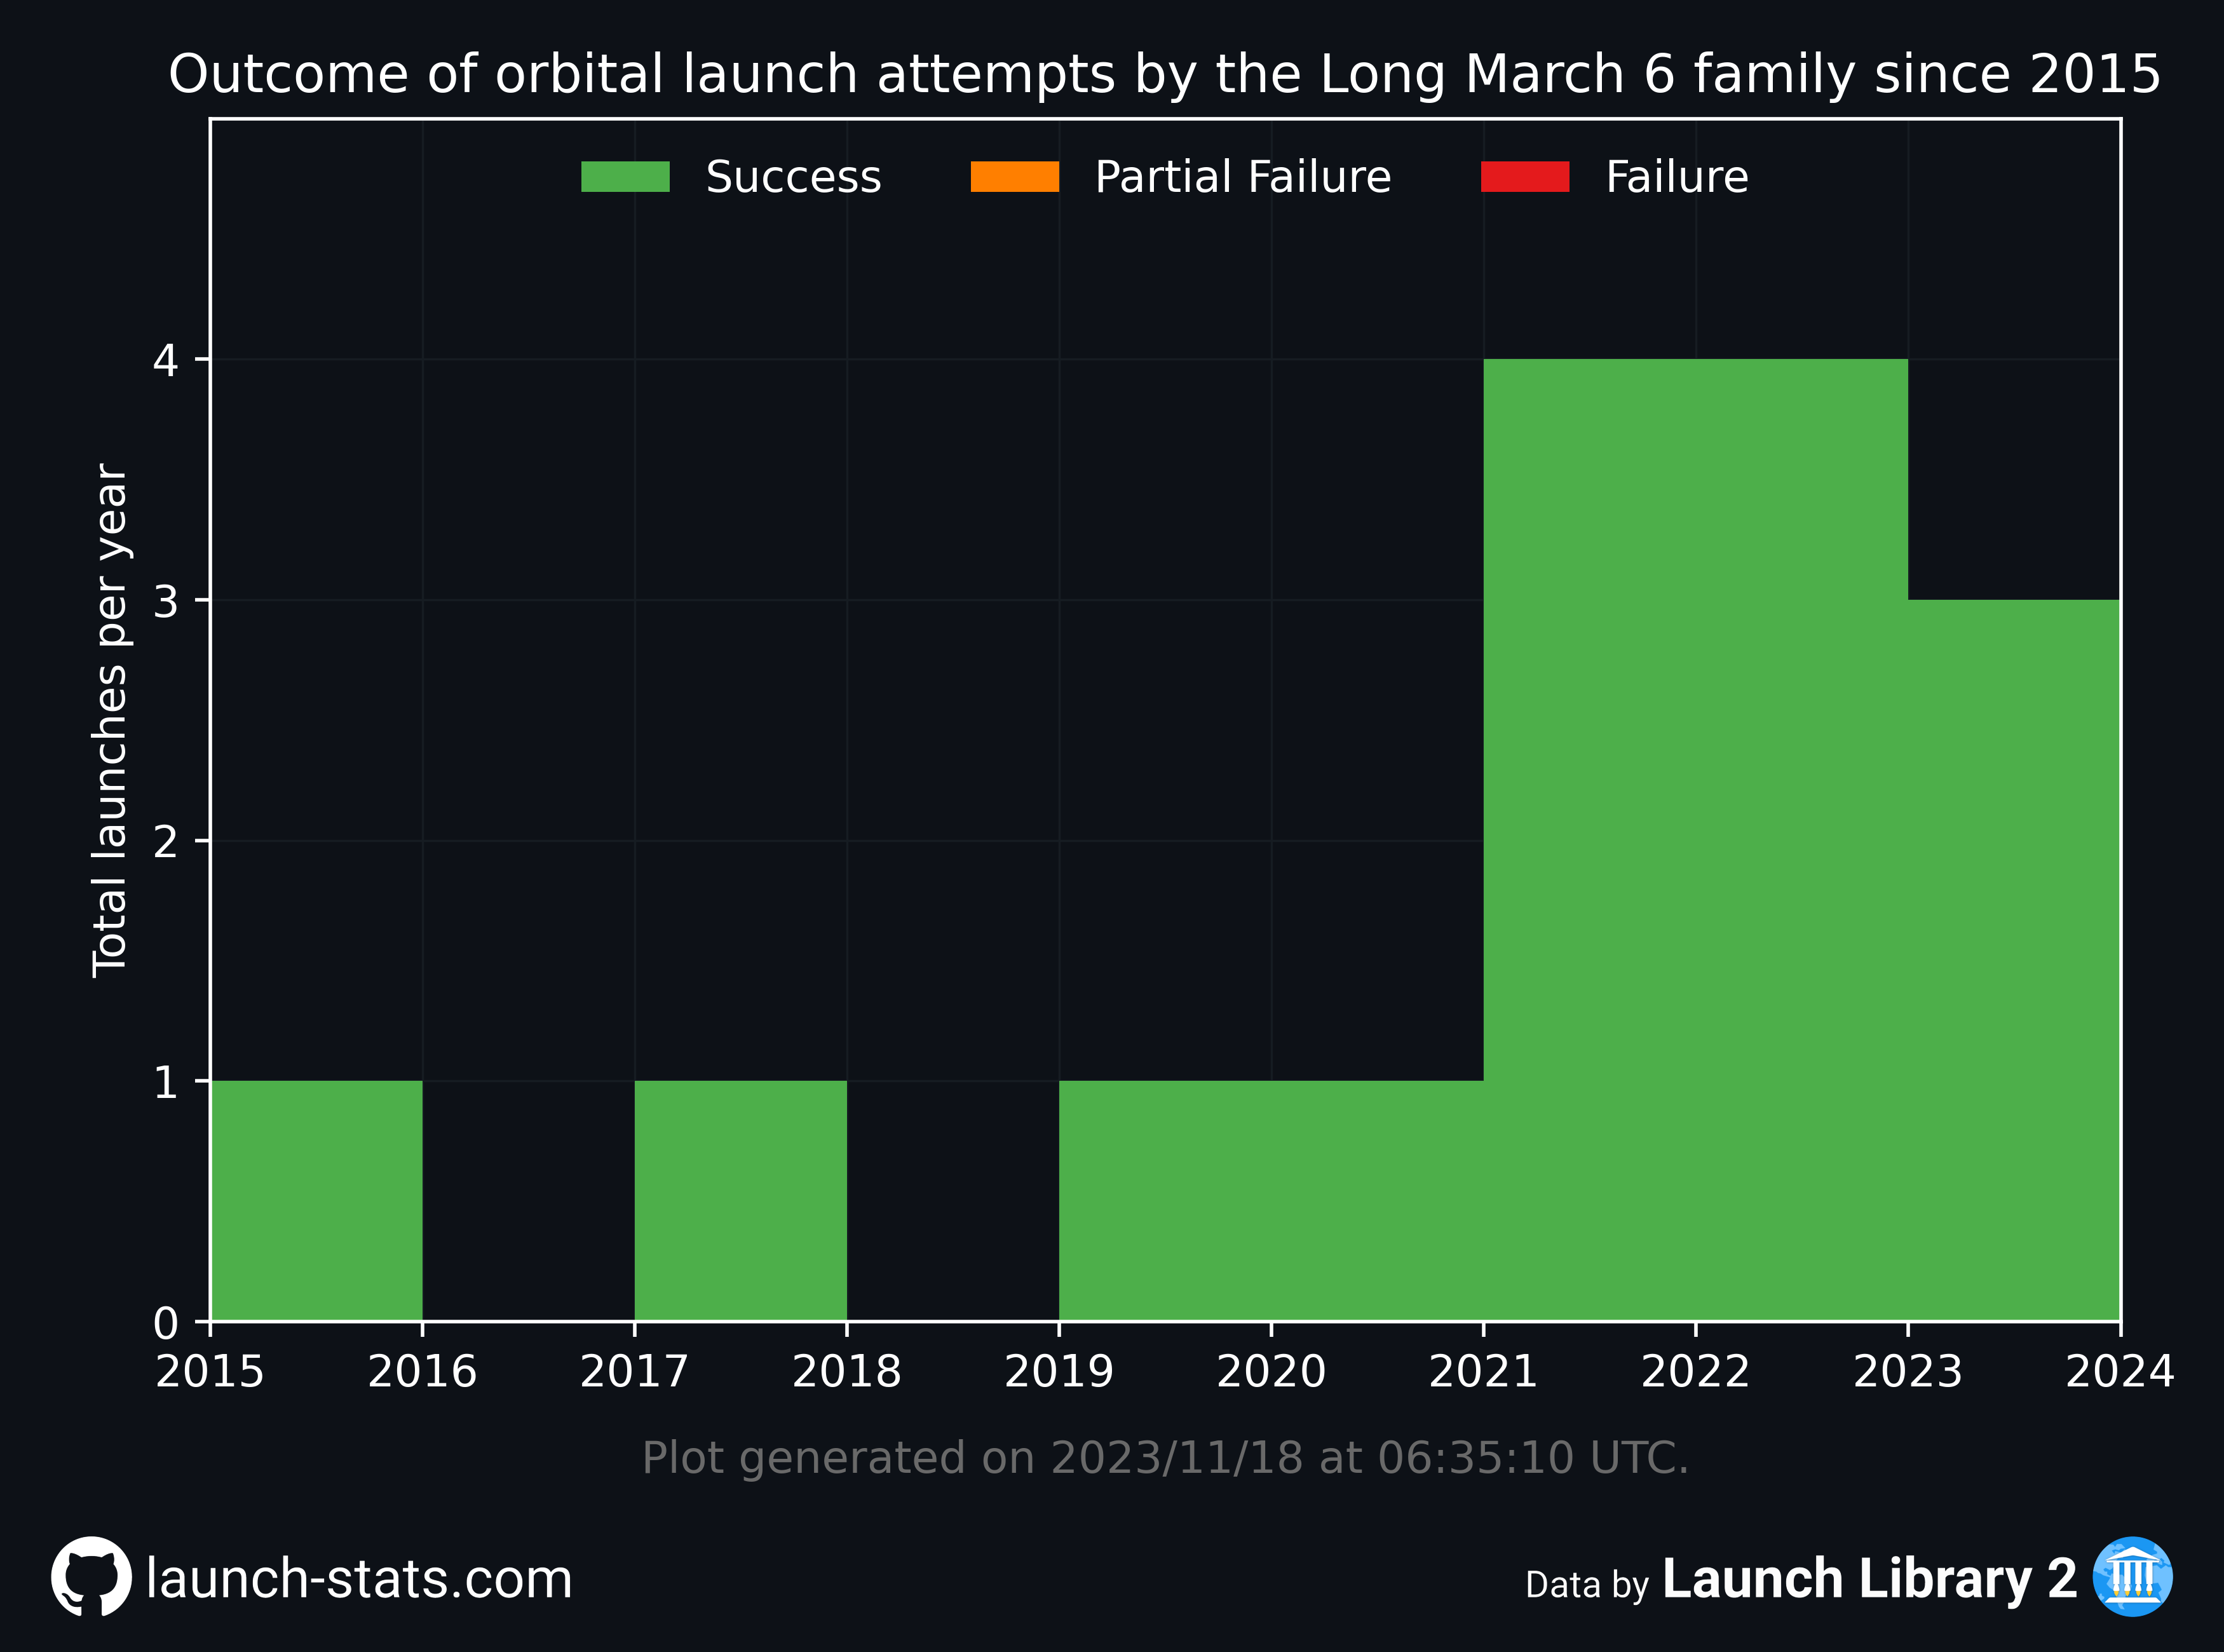 Outcome of orbital launch attempts by the Long March 6 family since 2015
Success Partial Failure Failure
Total launches per year
4
3
2
1
0
2015 2016 2017 2018 2019 2020 2021 2022 2023 2024
Plot generated on 2023/11/18 at 06:35:10 UTC.
launch-stats.com
Data by Launch Library 2